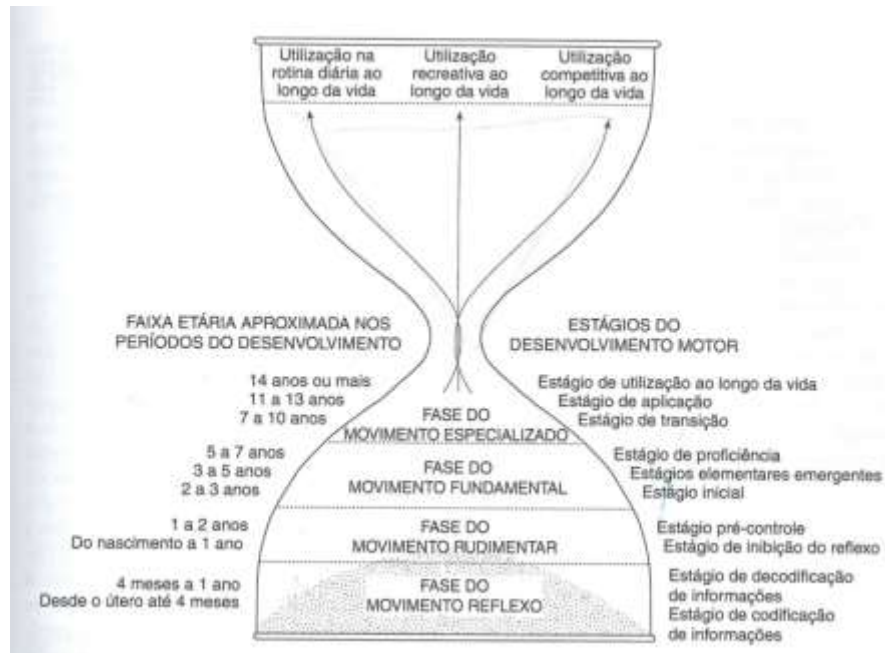 Utilização na
rotina diária ao
longo da vida
Utilização
recreativa ao
longo da vida
Utilização
competitiva ao
longo da vida
FAIXA ETÁRIA APROXIMADA NOS
PERÍODOS DO DESENVOLVIMENTO
ESTÁGIOS DO
DESENVOLVIMENTO MOTOR
14 anos ou mais
11 a 13 anos
7 a 10 anos
FASE DO
MOVIMENTO ESPECIALIZADO
Estágio de utilização ao longo da vida
Estágio de aplicação
Estágio de transição
5 a 7 anos
3 a 5 anos
2 a 3 anos
FASE DO
MOVIMENTO FUNDAMENTAL
Estágio de proficiência
Estágios elementares emergentes
Estágio inicial
1 a 2 anos
Do nascimento a 1 ano
FASE DO
MOVIMENTO RUDIMENTAR
Estágio pré-controle
Estágio de inibição do reflexo
4 meses a 1 ano
Desde o útero até 4 meses
FASE DO
MOVIMENTO REFLEXO
Estágio de decodificação
de informações
Estágio de codificação
de informações